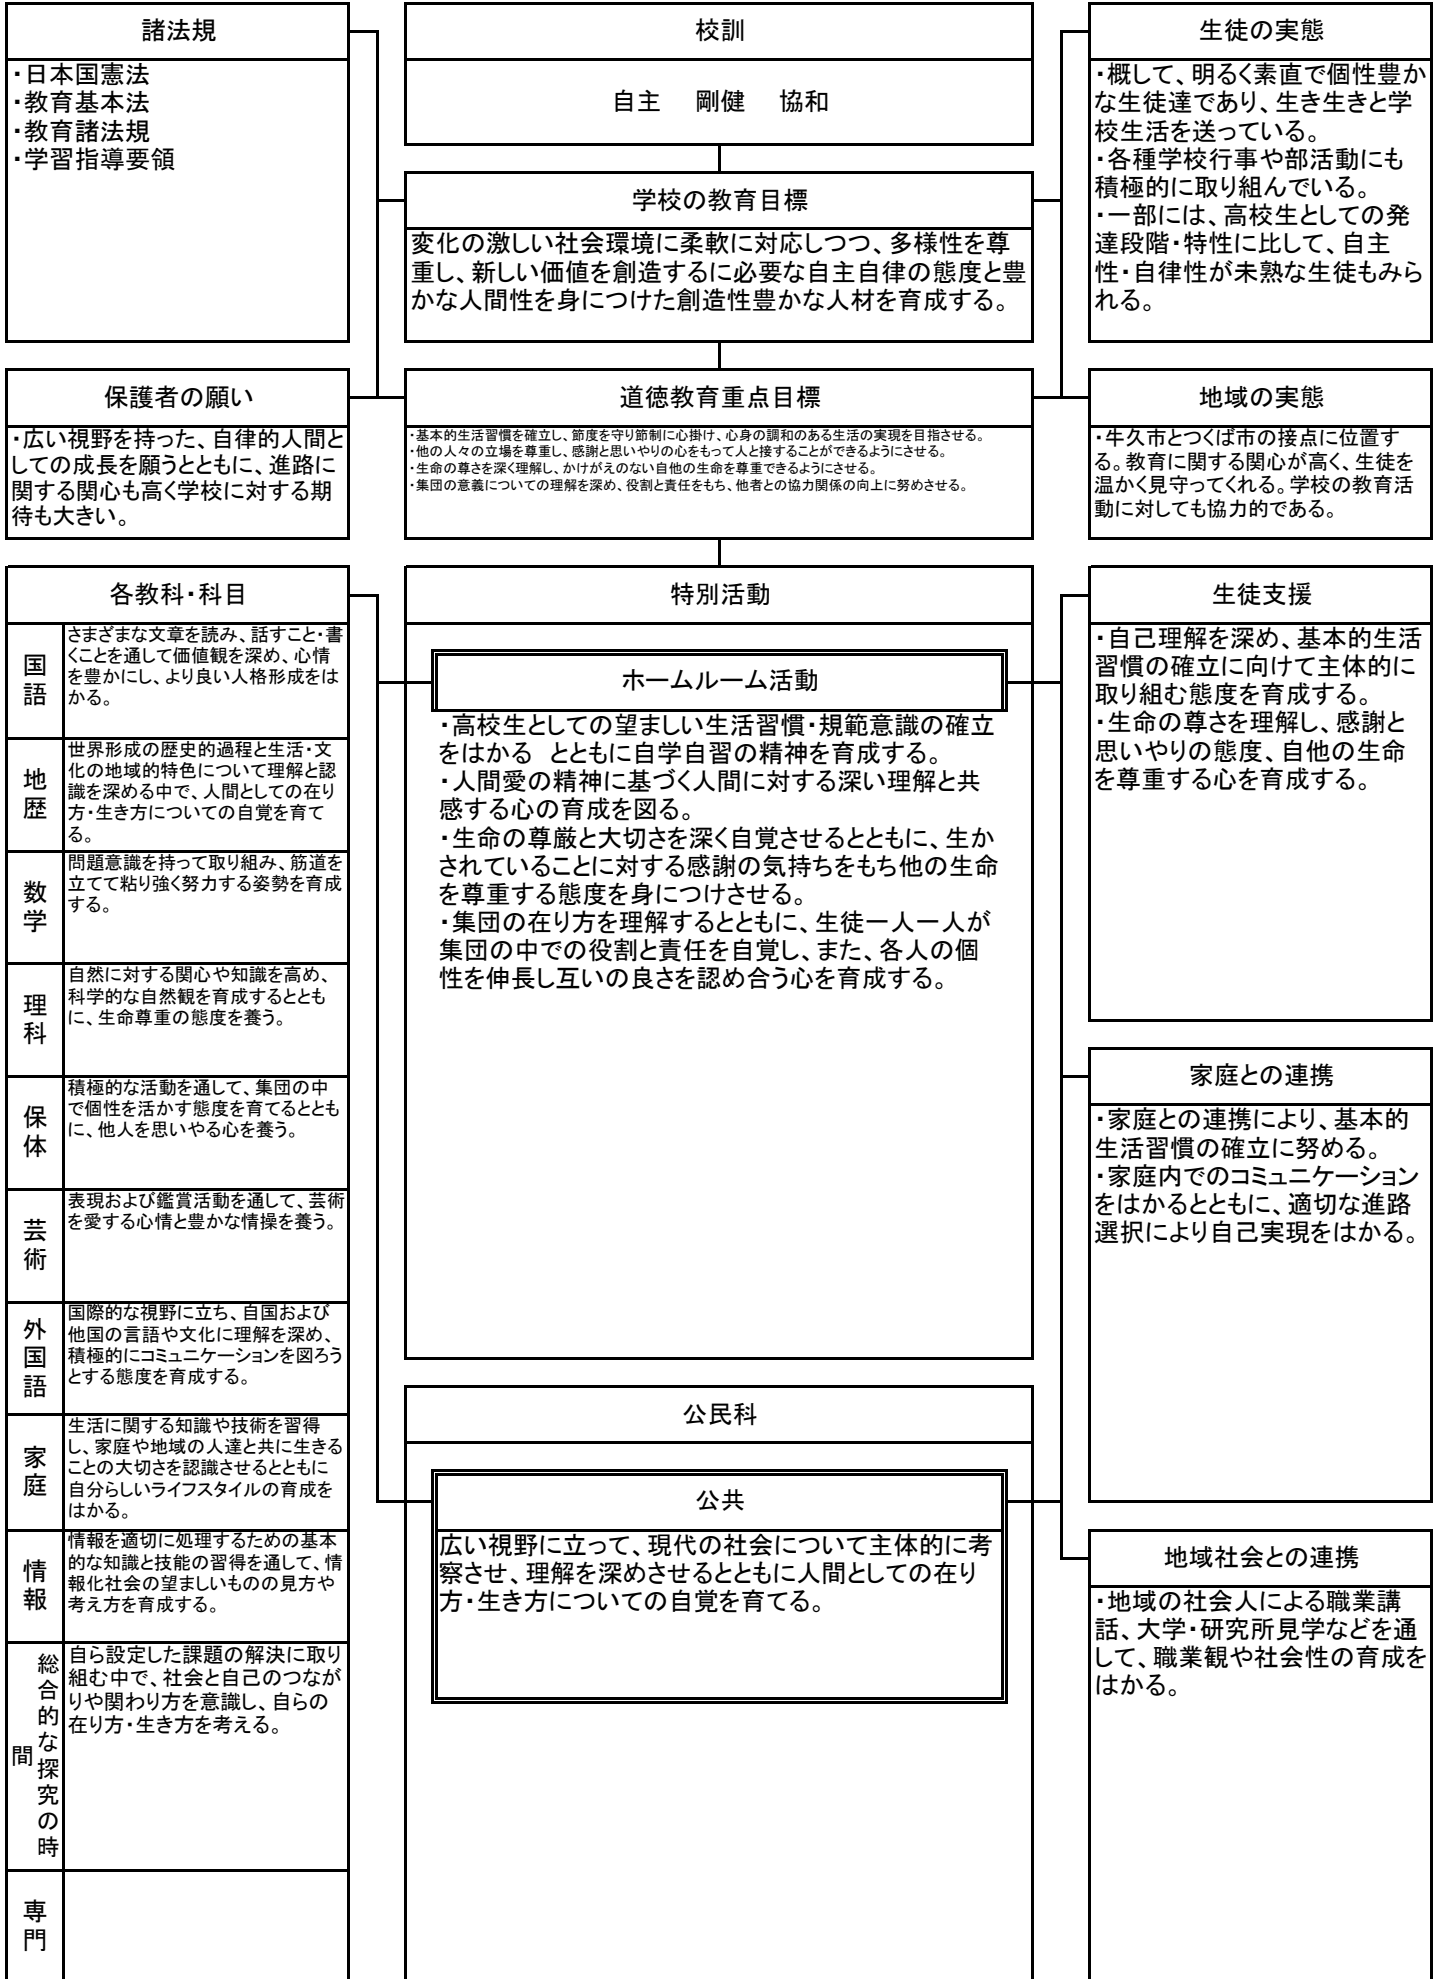 諸法規
・日本国憲法
・教育基本法
・教育諸法規
・学習指導要領
校訓
自主　剛健　協和
学校の教育目標
変化の激しい社会環境に柔軟に対応しつつ、多様性を尊
重し、新しい価値を創造するに必要な自主自律の態度と豊
かな人間性を身につけた創造性豊かな人材を育成する。
生徒の実態
・概して、明るく素直で個性豊か
な生徒達であり、生き生きと学
校生活を送っている。
・各種学校行事や部活動にも
積極的に取り組んでいる。
・一部には、高校生としての発
達段階・特性に比して、自主
性・自律性が未熟な生徒もみら
れる。
保護者の願い
・広い視野を持った、自律的人間と
しての成長を願うとともに、進路に
関する関心も高く学校に対する期
待も大きい。
道徳教育重点目標
・基本的生活習慣を確立し、節度を守り節制に心掛け、心身の調和のある生活の実現を目指させる。
・他の人々の立場を尊重し、感謝と思いやりの心をもって人と接することができるようにさせる。
・生命の尊さを深く理解し、かけがえのない自他の生命を尊重できるようにさせる。
・集団の意義についての理解を深め、役割と責任をもち、他者との協力関係の向上に努めさせる。
地域の実態
・牛久市とつくば市の接点に位置す
る。教育に関する関心が高く、生徒を
温かく見守ってくれる。学校の教育活
動に対しても協力的である。
各教科・科目
国語
さまざまな文章を読み、話すこと・書
くことを通して価値観を深め、心情
を豊かにし、より良い人格形成をは
かる。
地歴
世界形成の歴史的過程と生活・文
化の地域的特色について理解と認
識を深める中で、人間としての在り
方・生き方についての自覚を育て
る。
数学
問題意識を持って取り組み、筋道を
立てて粘り強く努力する姿勢を育成
する。
理科
自然に対する関心や知識を高め、
科学的な自然観を育成するととも
に、生命尊重の態度を養う。
保体
積極的な活動を通して、集団の中
で個性を活かす態度を育てるととも
に、他人を思いやる心を養う。
芸術
表現および鑑賞活動を通して、芸術
を愛する心情と豊かな情操を養う。
外国語
国際的な視野に立ち、自国および
他国の言語や文化に理解を深め、
積極的にコミュニケーションを図ろう
とする態度を育成する。
家庭
生活に関する知識や技術を習得
し、家庭や地域の人達と共に生きる
ことの大切さを認識させるとともに
自分らしいライフスタイルの育成を
はかる。
情報
情報を適切に処理するための基本
的な知識と技能の習得を通して、情
報化社会の望ましいものの見方や
考え方を育成する。
総合的な探究の時
間
自ら設定した課題の解決に取り
組む中で、社会と自己のつなが
りや関わり方を意識し、自らの
在り方・生き方を考える。
専門
特別活動
ホームルーム活動
・高校生としての望ましい生活習慣・規範意識の確立
をはかる　とともに自学自習の精神を育成する。
・人間愛の精神に基づく人間に対する深い理解と共
感する心の育成を図る。
・生命の尊厳と大切さを深く自覚させるとともに、生か
されていることに対する感謝の気持ちをもち他の生命
を尊重する態度を身につけさせる。
・集団の在り方を理解するとともに、生徒一人一人が
集団の中での役割と責任を自覚し、また、各人の個
性を伸長し互いの良さを認め合う心を育成する。
公民科
公共
広い視野に立って、現代の社会について主体的に考
察させ、理解を深めさせるとともに人間としての在り
方・生き方についての自覚を育てる。
生徒支援
・自己理解を深め、基本的生活
習慣の確立に向けて主体的に
取り組む態度を育成する。
・生命の尊さを理解し、感謝と
思いやりの態度、自他の生命
を尊重する心を育成する。
家庭との連携
・家庭との連携により、基本的
生活習慣の確立に努める。
・家庭内でのコミュニケーション
をはかるとともに、適切な進路
選択により自己実現をはかる。
地域社会との連携
・地域の社会人による職業講
話、大学・研究所見学などを通
して、職業観や社会性の育成を
はかる。